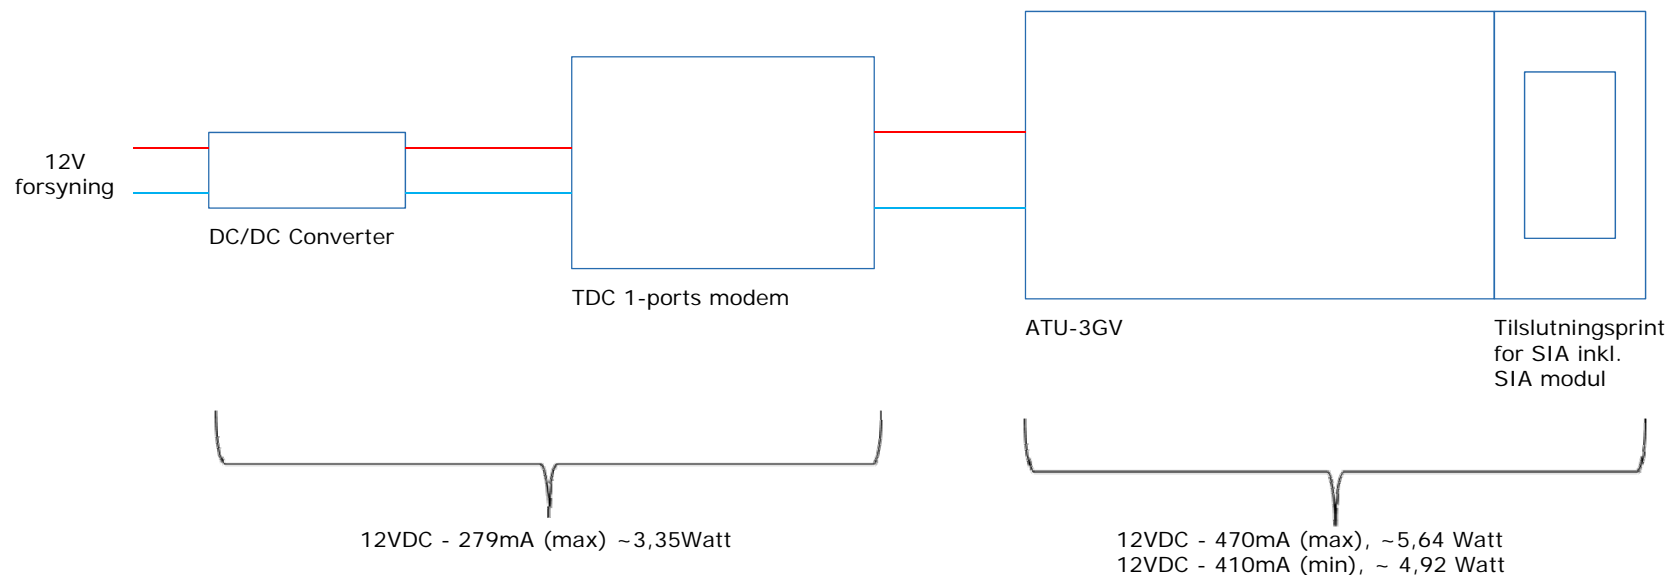 12V
forsyning
DC/DC Converter
TDC 1-ports modem
ATU-3GV
Tilslutningsprint
for SIA inkl.
SIA modul
12VDC - 279mA (max) ~3,35Watt
12VDC - 470mA (max), ~5,64 Watt
12VDC - 410mA (min), ~ 4,92 Watt